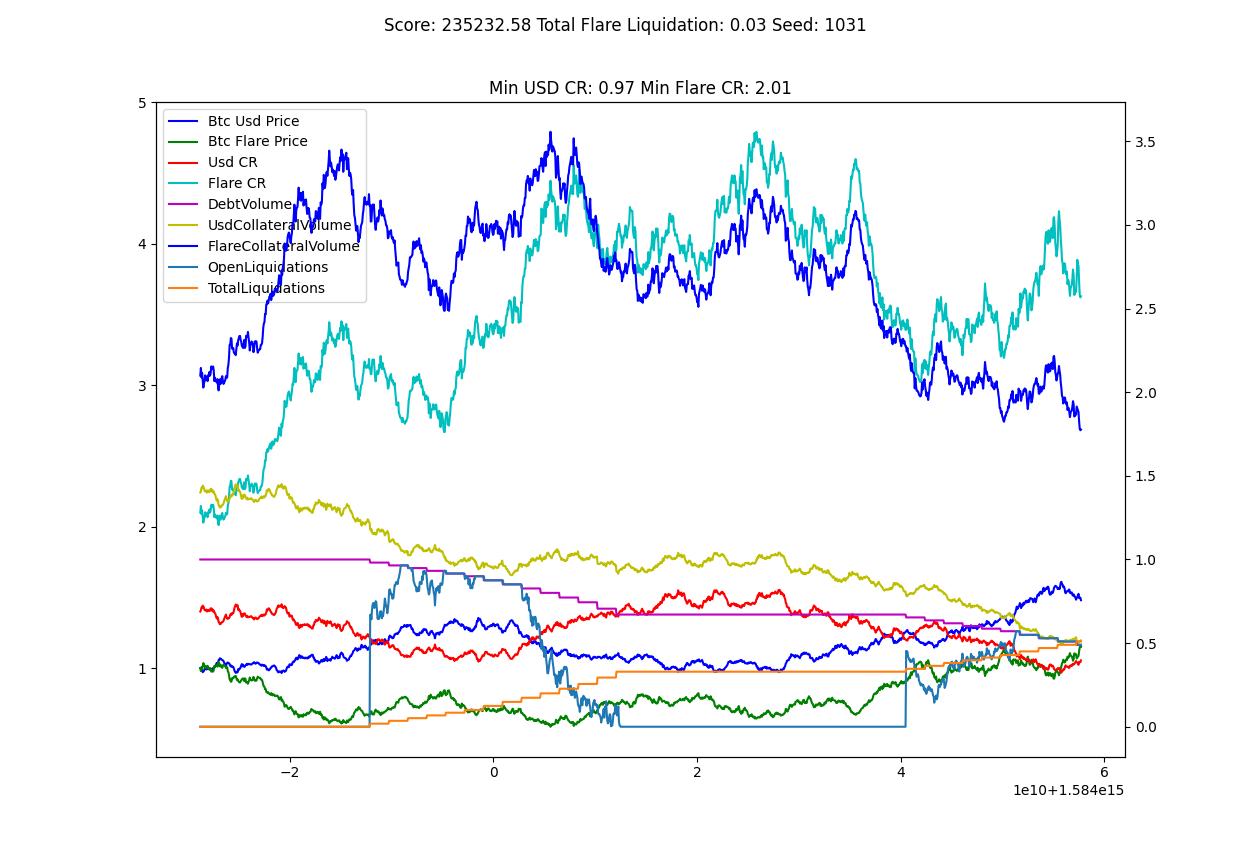 Score: 235232.58 Total Flare Liquidation: 0.03 Seed: 1031
Min USD CR: 0.97 Min Flare CR: 2.01
Btc Usd Price
Btc Flare Price
Usd CR
Flare CR
DebtVolume
UsdCollateralVolume
FlareCollateralVolume
OpenLiquidations
TotalLiquidations
5
4
3
2
1
3.5
3.0
2.5
2.0
1.5
1.0
0.5
0.0
−2
0
2
4
6
1e10+1.584e15